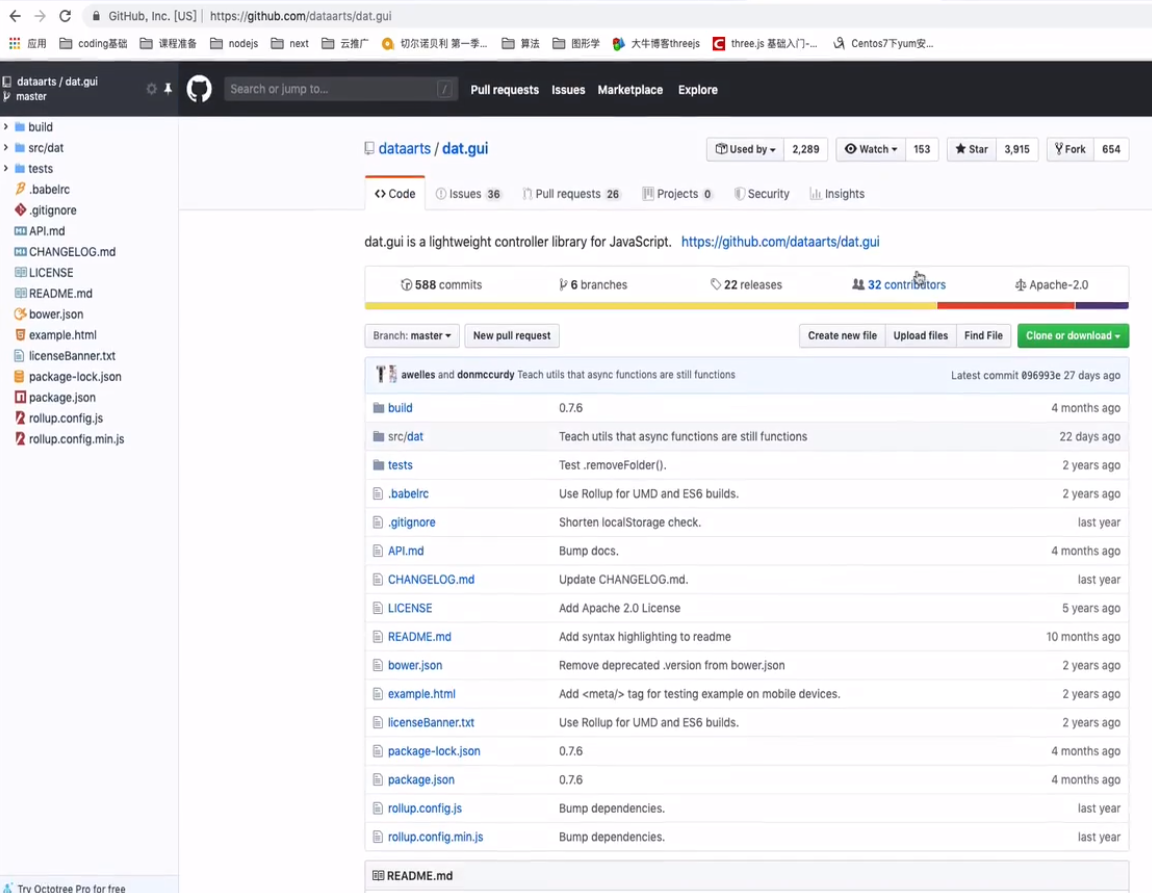 GitHub, Inc. [US] | https://github.com/dataarts/dat.gui
应用 coding基础 课程准备 nodejs next 云推广 切尔诺贝利 第一季... 算法 图形学 大牛博客threejs three.js 基础入门-... Centos7下yum安...
dataarts / dat.gui
master
Search or jump to... / Pull requests Issues Marketplace Explore
build
src/dat
tests
.babelrc
.gitignore
API.md
CHANGELOG.md
LICENSE
README.md
bower.json
example.html
licenseBanner.txt
package-lock.json
package.json
rollup.config.js
rollup.config.min.js
Try Octotree Pro for free
dataarts / dat.gui Used by 2,289 Watch 153 Star 3,915 Fork 654
Code Issues 36 Pull requests 26 Projects 0 Security Insights
dat.gui is a lightweight controller library for JavaScript. https://github.com/dataarts/dat.gui
588 commits 6 branches 22 releases 32 contributors Apache-2.0
Branch: master New pull request Create new file Upload files Find File Clone or download
awelles and donmccurdy Teach utils that async functions are still functions Latest commit 096993e 27 days ago
build 0.7.6 4 months ago
src/dat Teach utils that async functions are still functions 22 days ago
tests Test .removeFolder(). 2 years ago
.babelrc Use Rollup for UMD and ES6 builds. 2 years ago
.gitignore Shorten localStorage check. last year
API.md Bump docs. 4 months ago
CHANGELOG.md Update CHANGELOG.md. last year
LICENSE Add Apache 2.0 License 5 years ago
README.md Add syntax highlighting to readme 10 months ago
bower.json Remove deprecated .version from bower.json 2 years ago
example.html Add <meta/> tag for testing example on mobile devices. 2 years ago
licenseBanner.txt Use Rollup for UMD and ES6 builds. 2 years ago
package-lock.json 0.7.6 4 months ago
package.json 0.7.6 4 months ago
rollup.config.js Bump dependencies. last year
rollup.config.min.js Bump dependencies. last year
README.md